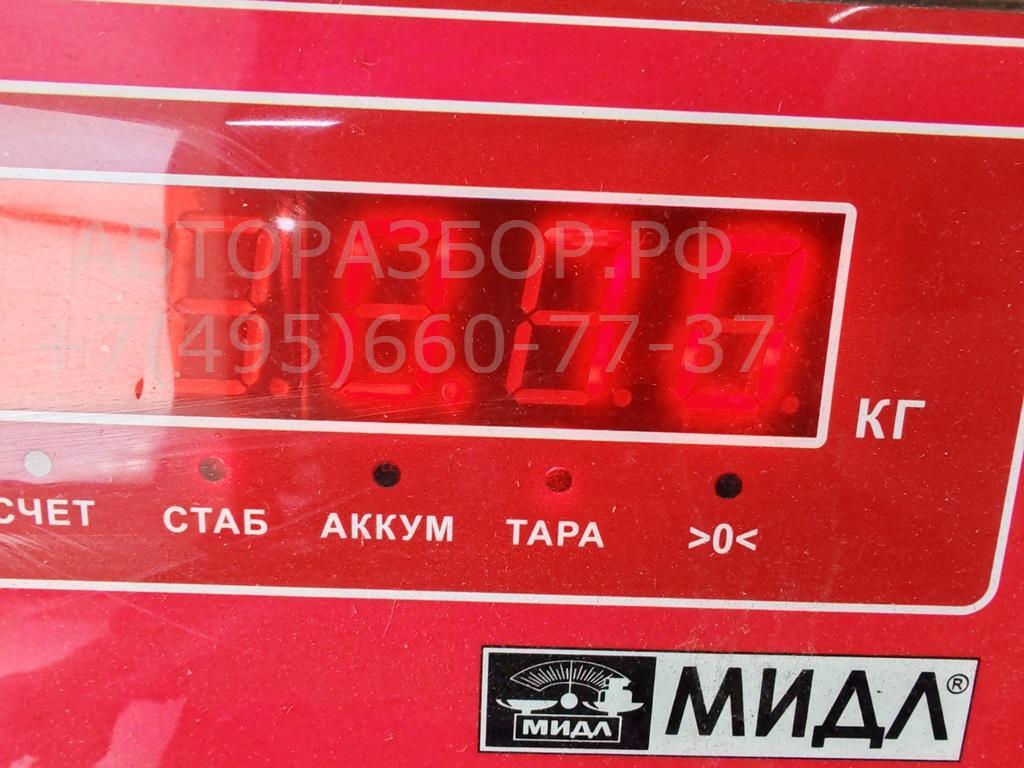 АВТОРАЗБОР.РФ
+7(495)660-77-37
КГ
СЧЕТ СТАБ АККУМ ТАРА >0<
МИДЛ МИДЛ®